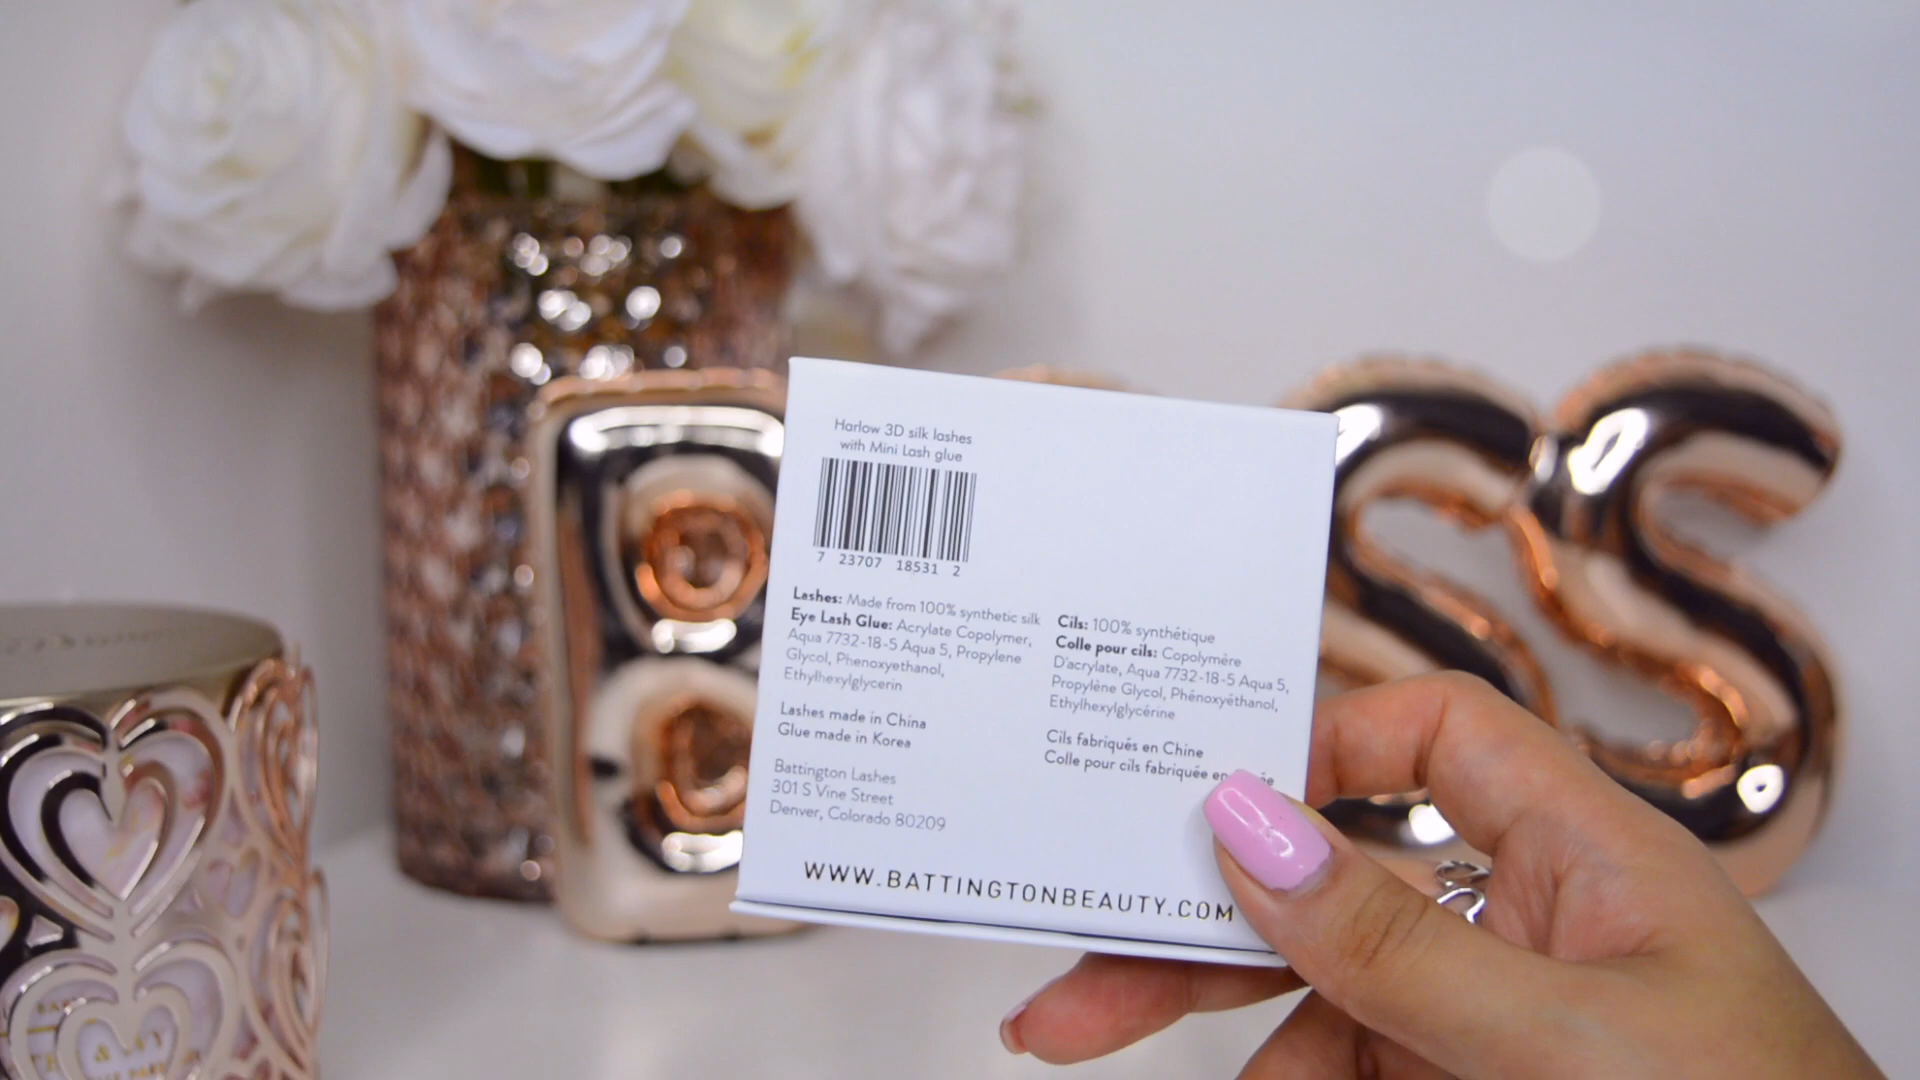 Harlow 3D silk lashes
with Mini Lash glue
7 23707 18531 2
Lashes: Made from 100% synthetic silk
Eye Lash Glue: Acrylate Copolymer,
Aqua 7732-18-5 Aqua 5, Propylene
Glycol, Phenoxyethanol,
Ethylhexylglycerin
Lashes made in China
Glue made in Korea
Battington Lashes
301 S Vine Street
Denver, Colorado 80209
Cils: 100% synthétique
Colle pour cils: Copolymère
D'acrylate, Aqua 7732-18-5 Aqua 5,
Propylène Glycol, Phénoxyéthanol,
Ethylhexylglycérine
Cils fabriqués en Chine
Colle pour cils fabriquée en
WWW.BATTINGTONBEAUTY.COM
B
SS